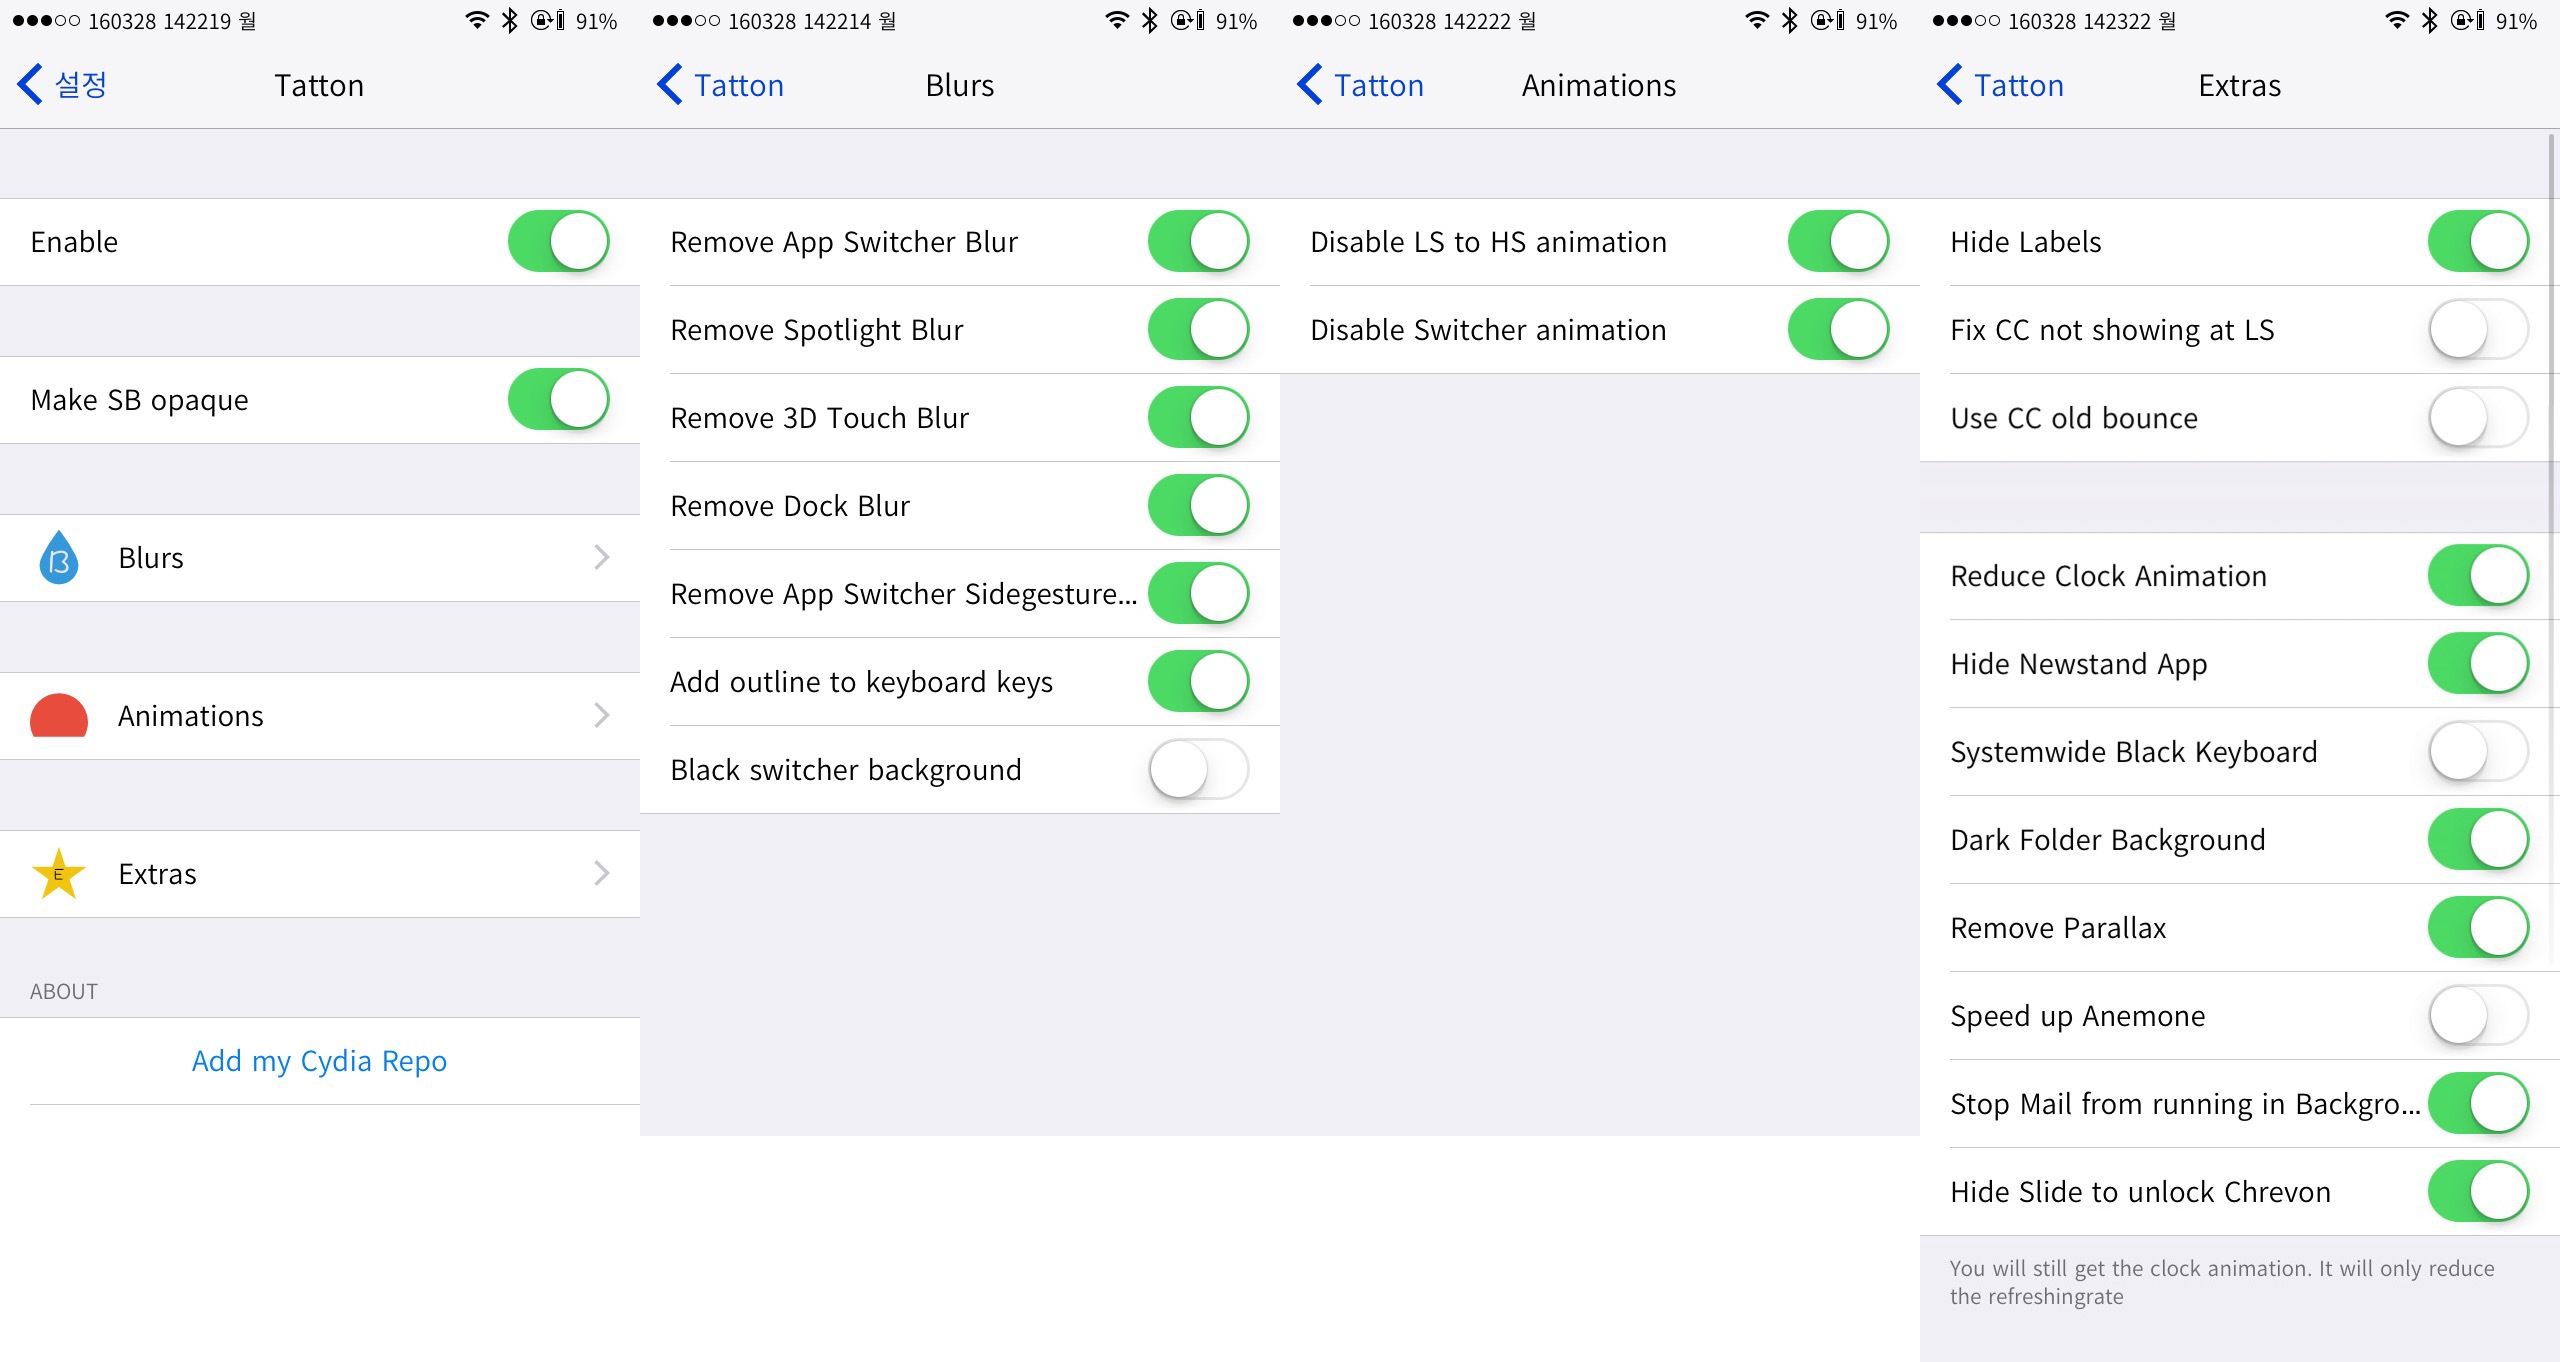 160328 142219 월
91%
설정
Tatton
Enable
Make SB opaque
B
Blurs
Animations
E
Extras
ABOUT
Add my Cydia Repo
160328 142214 월
91%
Tatton
Blurs
Remove App Switcher Blur
Remove Spotlight Blur
Remove 3D Touch Blur
Remove Dock Blur
Remove App Switcher Sidegesture...
Add outline to keyboard keys
Black switcher background
160328 142222 월
91%
Tatton
Animations
Disable LS to HS animation
Disable Switcher animation
160328 142322 월
91%
Tatton
Extras
Hide Labels
Fix CC not showing at LS
Use CC old bounce
Reduce Clock Animation
Hide Newstand App
Systemwide Black Keyboard
Dark Folder Background
Remove Parallax
Speed up Anemone
Stop Mail from running in Backgro...
Hide Slide to unlock Chrevon
You will still get the clock animation. It will only reduce
the refreshingrate